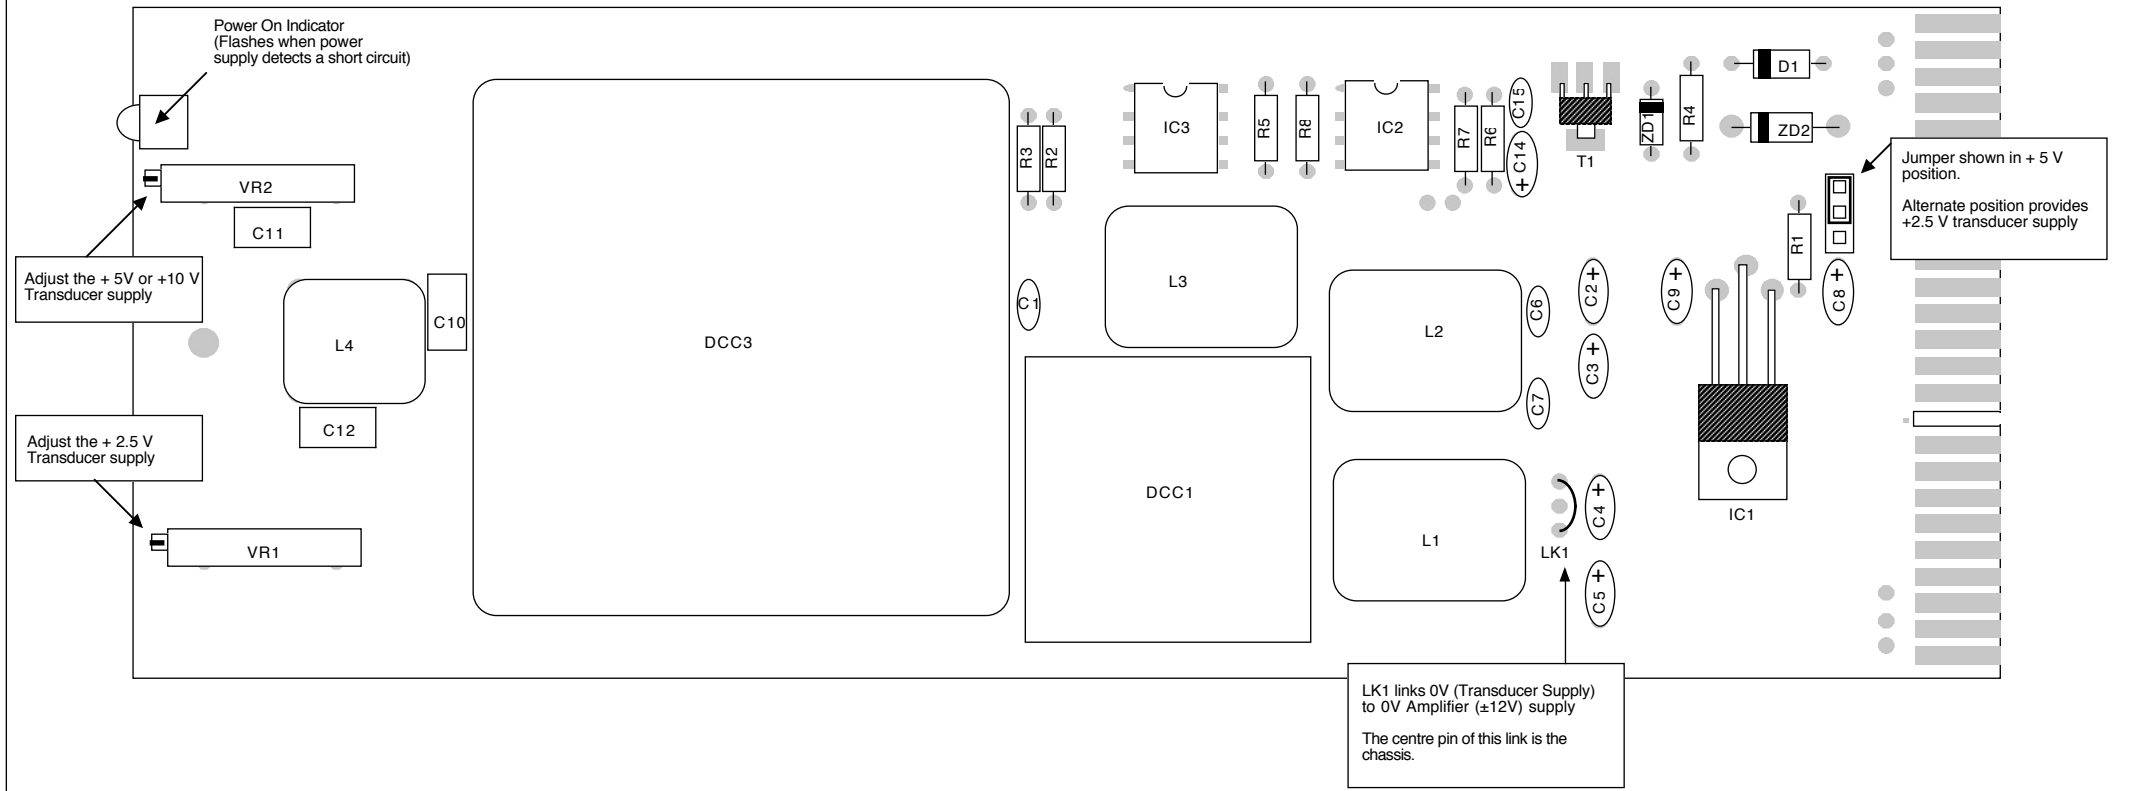 Power On Indicator
(Flashes when power
supply detects a short circuit)
VR2
C11
Adjust the + 5V or +10 V
Transducer supply
L4
C10
C12
Adjust the + 2.5 V
Transducer supply
VR1
DCC3
R3
R2
C1
IC3
R5
R8
IC2
R7
R6
C15
C14 +
T1
ZD1
R4
D1
ZD2
Jumper shown in + 5 V
position.
Alternate position provides
+2.5 V transducer supply
R1
C8 +
L3
L2
C6
C7
C2 +
C3 +
C9 +
IC1
DCC1
L1
LK1
C4 +
C5 +
LK1 links 0V (Transducer Supply)
to 0V Amplifier (±12V) supply
The centre pin of this link is the
chassis.